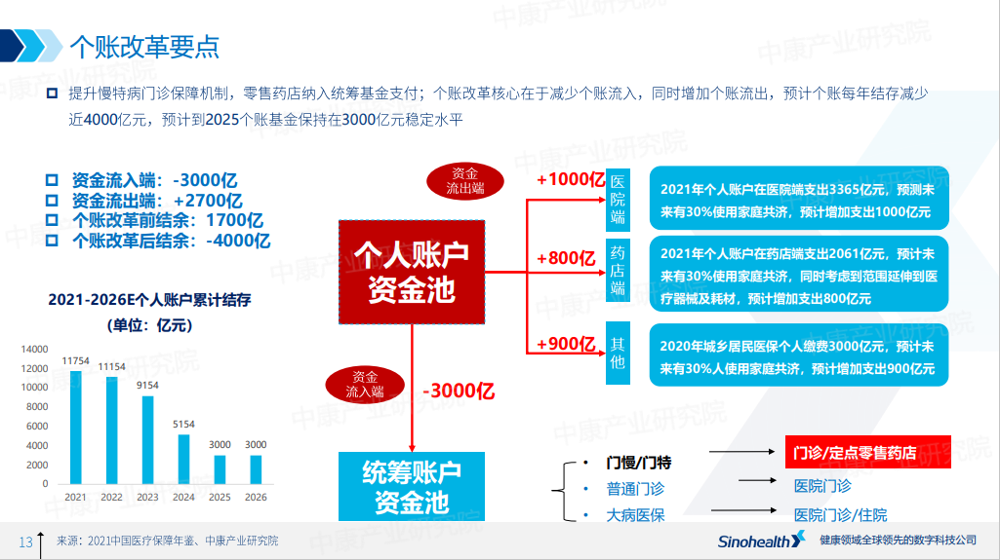 个账改革要点
提升慢特病门诊保障机制，零售药店纳入统筹基金支付；个账改革核心在于减少个账流入，同时增加个账流出，预计个账每年结存减少
近4000亿元，预计到2025个账基金保持在3000亿元稳定水平
资金流入端：-3000亿
资金流出端：+2700亿
个账改革前结余：1700亿
个账改革后结余：-4000亿
2021-2026E个人账户累计结存
（单位：亿元）
14000
12000
10000
8000
6000
4000
2000
0
11754
11154
9154
5154
3000
3000
2021
2022
2023
2024
2025
2026
资金
流出端
个人账户
资金池
资金
流入端
-3000亿
统筹账户
资金池
+1000亿
医院端
2021年个人账户在医院端支出3365亿元，预测未
来有30%使用家庭共济，预计增加支出1000亿元
+800亿
药店端
2021年个人账户在药店端支出2061亿元，预计未
来有30%使用家庭共济，同时考虑到范围延伸到医
疗器械及耗材，预计增加支出800亿元
+900亿
其他
2020年城乡居民医保个人缴费3000亿元，预计未
来有30%人使用家庭共济，预计增加支出900亿元
• 门慢/门特
门诊/定点零售药店
• 普通门诊
医院门诊
• 大病医保
医院门诊/住院
13
来源：2021中国医疗保障年鉴、中康产业研究院
Sinohealth
健康领域全球领先的数字科技公司
中康产业研究院